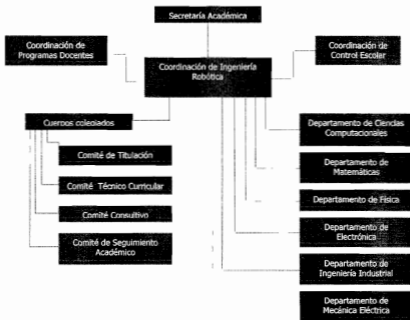 Secretaría Académica
Coordinación de
Programas Docentes
Coordinación de Ingeniería
Robótica
Coordinación de
Control Escolar
Cuerpos colegiados
Comité de Titulación
Comité Técnico Curricular
Comité Consultivo
Comité de Seguimiento
Académico
Departamento de Ciencias
Computacionales
Departamento de
Matemáticas
Departamento de Física
Departamento de
Electrónica
Departamento de
Ingeniería Industrial
Departamento de
Mecánica Eléctrica